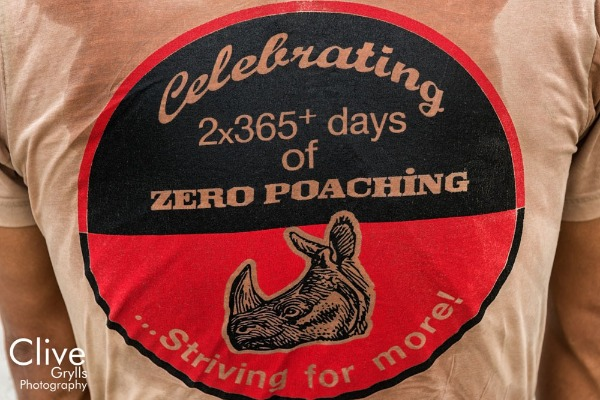 Celebrating
2x365+ days
of
ZERO POACHiNG
...Striving for more!
Clive
Grylls
Photography